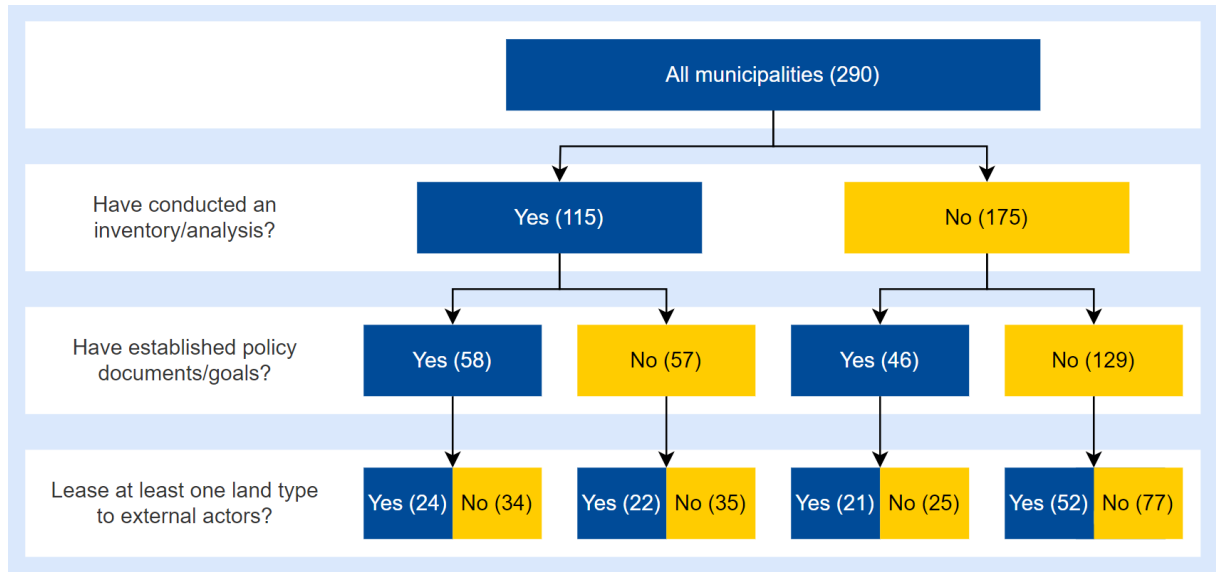 All municipalities (290)
Have conducted an
inventory/analysis?
Yes (115)
No (175)
Have established policy
documents/goals?
Yes (58)
No (57)
Yes (46)
No (129)
Lease at least one land type
to external actors?
Yes (24)
No (34)
Yes (22)
No (35)
Yes (21)
No (25)
Yes (52)
No (77)